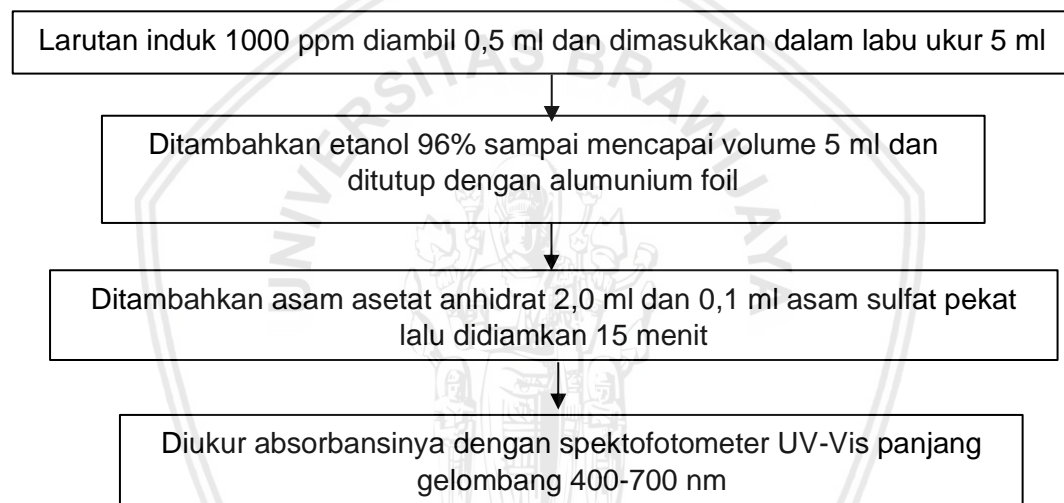 Larutan induk 1000 ppm diambil 0,5 ml dan dimasukkan dalam labu ukur 5 ml
Ditambahkan etanol 96% sampai mencapai volume 5 ml dan
ditutup dengan alumunium foil
Ditambahkan asam asetat anhidrat 2,0 ml dan 0,1 ml asam sulfat pekat
lalu didiamkan 15 menit
Diukur absorbansinya dengan spektofotometer UV-Vis panjang
gelombang 400-700 nm
UNIVERSITAS BRAWIJAYA